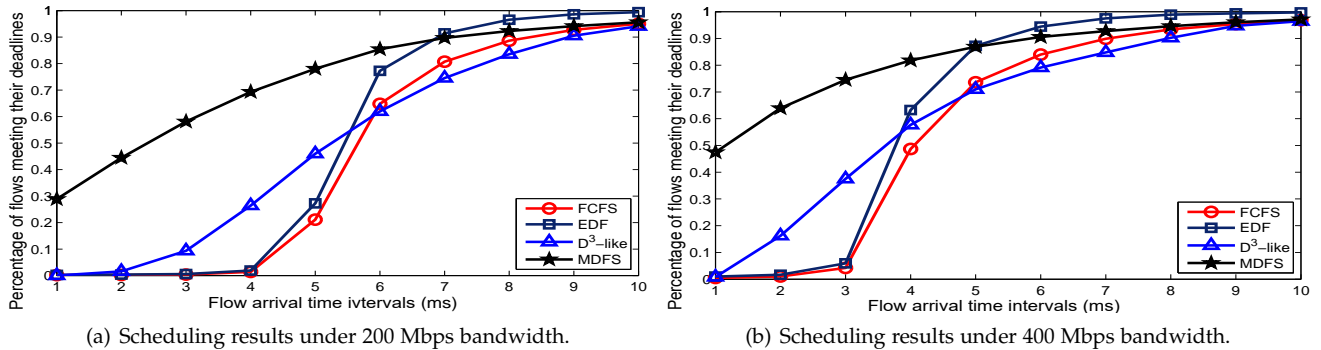 Percentage of flows meeting their deadlines
1
0.9
0.8
0.7
0.6
0.5
0.4
0.3
0.2
0.1
0
1 2 3 4 5 6 7 8 9 10
Flow arrival time ivtervals (ms)
FCFS
EDF
D³-like
MDFS
(a) Scheduling results under 200 Mbps bandwidth.
Percentage of flows meeting their deadlines
1
0.9
0.8
0.7
0.6
0.5
0.4
0.3
0.2
0.1
0
1 2 3 4 5 6 7 8 9 10
Flow arrival time intervals (ms)
FCFS
EDF
D³-like
MDFS
(b) Scheduling results under 400 Mbps bandwidth.